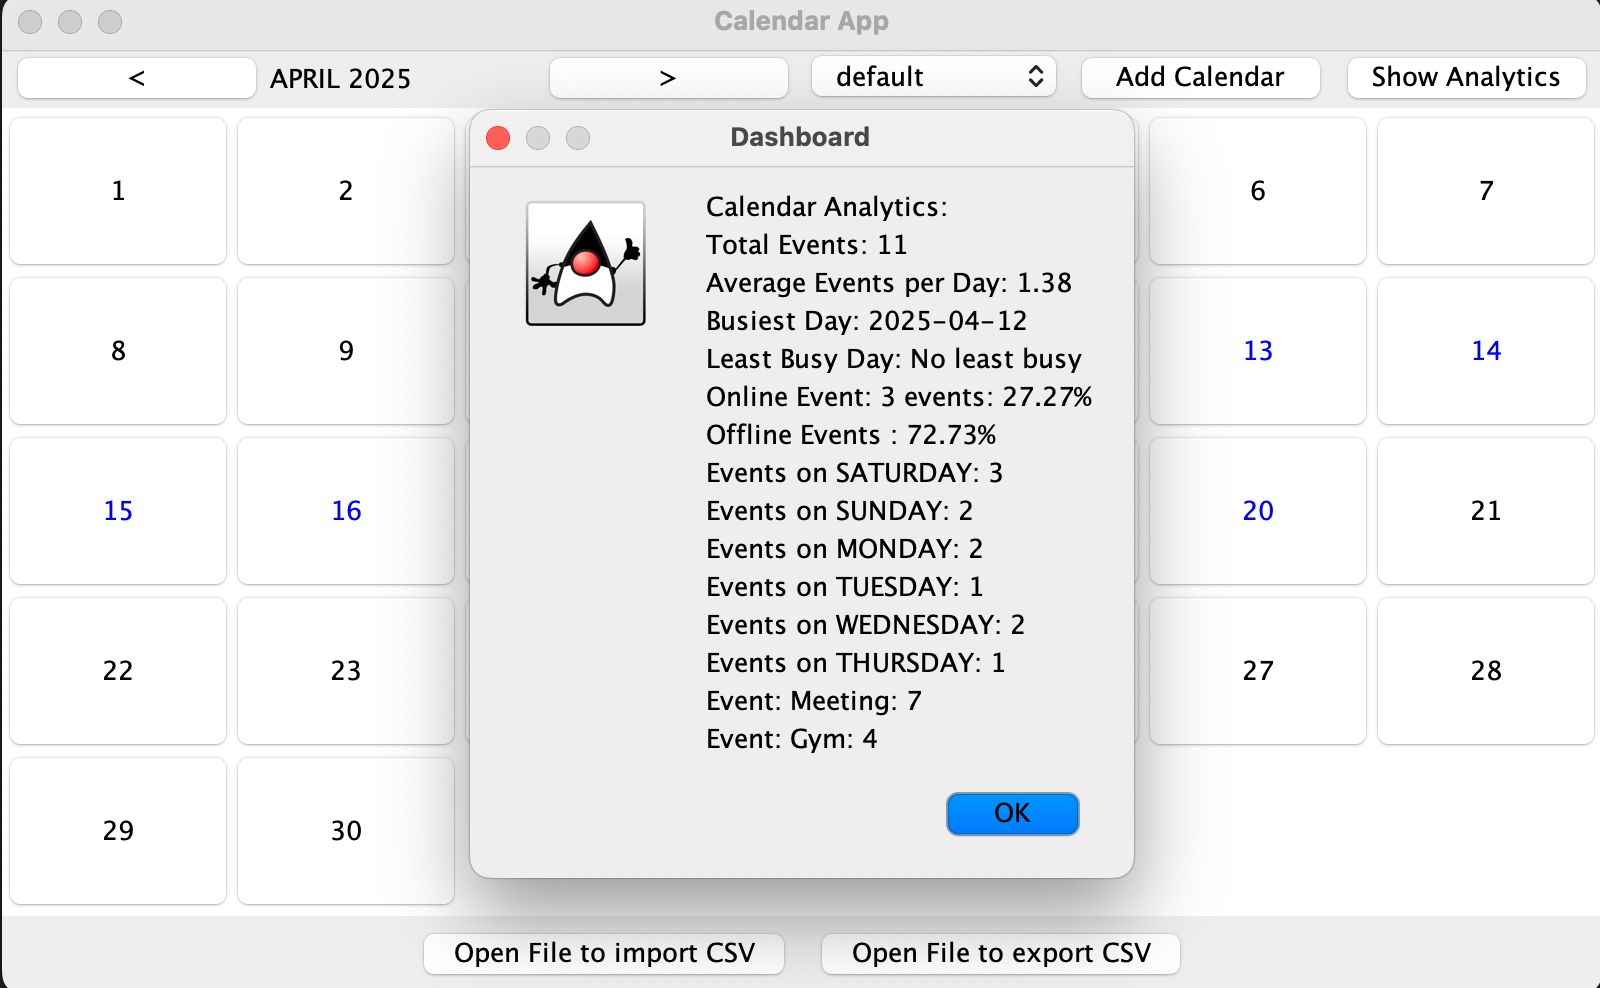 Calendar App
< APRIL 2025 > default Add Calendar Show Analytics
Dashboard
Calendar Analytics:
Total Events: 11
Average Events per Day: 1.38
Busiest Day: 2025-04-12
Least Busy Day: No least busy
Online Event: 3 events: 27.27%
Offline Events : 72.73%
Events on SATURDAY: 3
Events on SUNDAY: 2
Events on MONDAY: 2
Events on TUESDAY: 1
Events on WEDNESDAY: 2
Events on THURSDAY: 1
Event: Meeting: 7
Event: Gym: 4
OK
1 2 6 7
8 9 13 14
15 16 20 21
22 23 27 28
29 30
Open File to import CSV Open File to export CSV